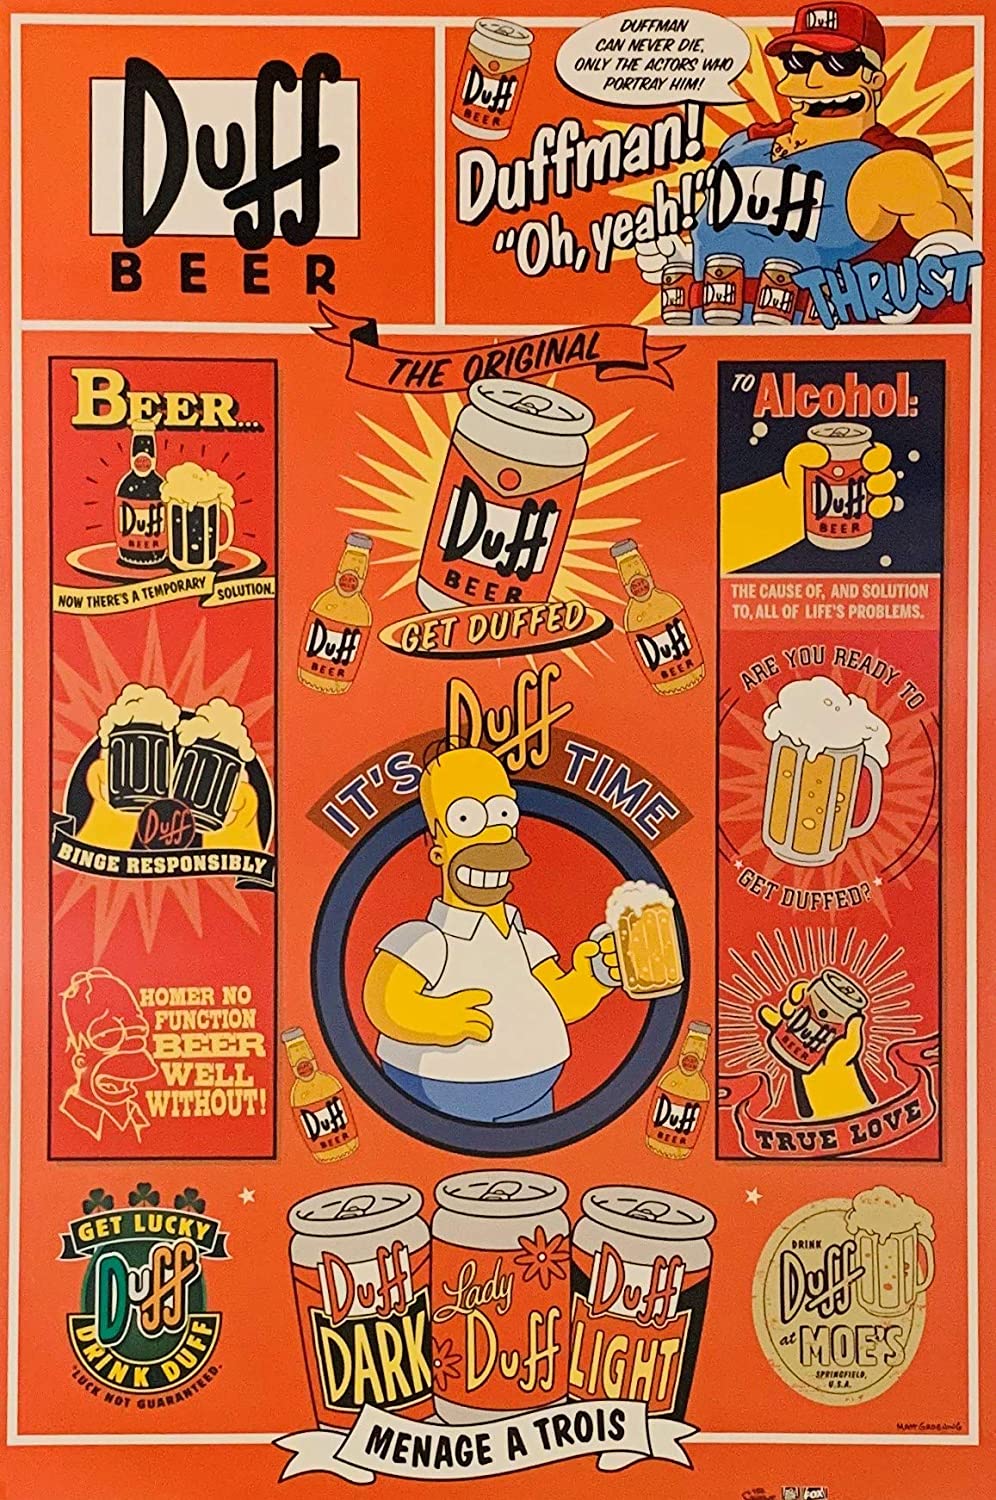 Duff
BEER
DUFFMAN
CAN NEVER DIE,
ONLY THE ACTORS WHO
PORTRAY HIM!
Duff
BEER
Duff
Duffman!
"Oh, yeah!"
Duff
Duff
Duff
Duff
THRUST
THE ORIGINAL
BEER...
Duff
BEER
NOW THERE'S A TEMPORARY SOLUTION.
Duff
BINGE RESPONSIBLY
HOMER NO
FUNCTION
BEER
WELL
WITHOUT!
Duff
BEER
GET DUFFED
Duff
BEER
Duff
BEER
IT'S Duff TIME
Duff
BEER
Duff
BEER
TO Alcohol:
Duff
BEER
THE CAUSE OF, AND SOLUTION
TO, ALL OF LIFE'S PROBLEMS.
ARE YOU READY TO
GET DUFFED?
Duff
BEER
TRUE LOVE
GET LUCKY
Duff
DRINK DUFF
*LUCK NOT GUARANTEED.
Duff
DARK
Lady
Duff
Duff
LIGHT
MENAGE A TROIS
DRINK
Duff
at
MOE'S
SPRINGFIELD,
U.S.A.
MATT GROENING
FOX